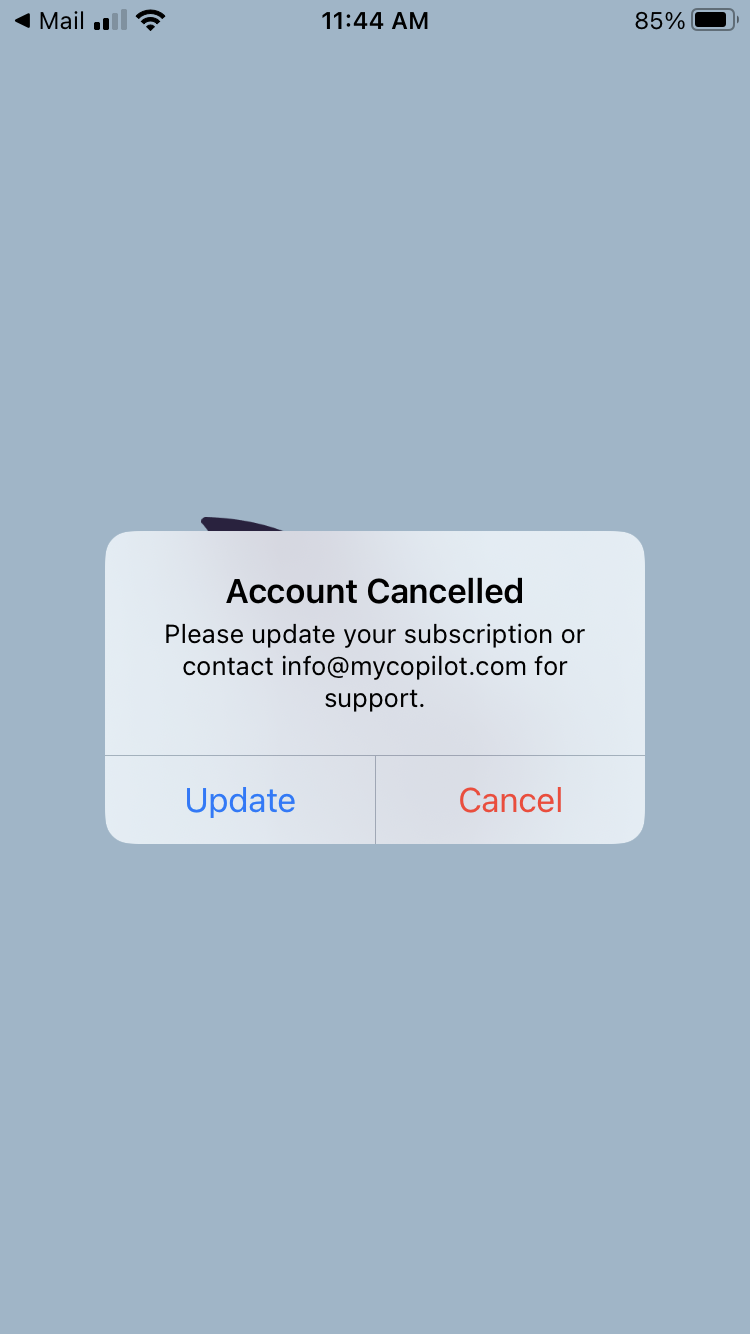 Mail 11:44 AM 85%
Account Cancelled
Please update your subscription or
contact info@mycopilot.com for
support.
Update Cancel